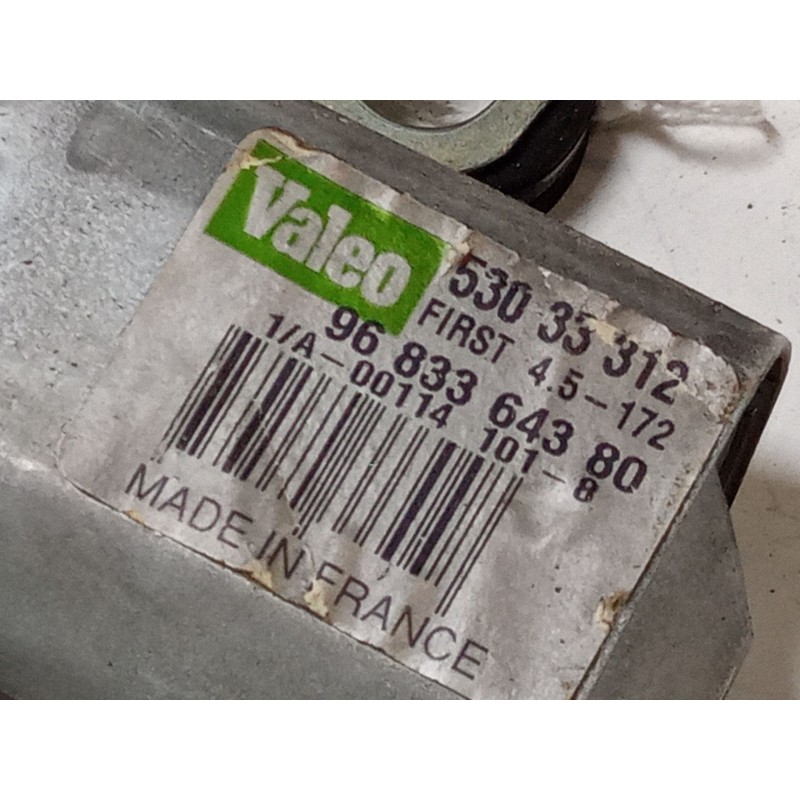 Valeo
530 33 312
FIRST 4.5-172
96 833 643 80
1/A-00114 101-8
MADE IN FRANCE